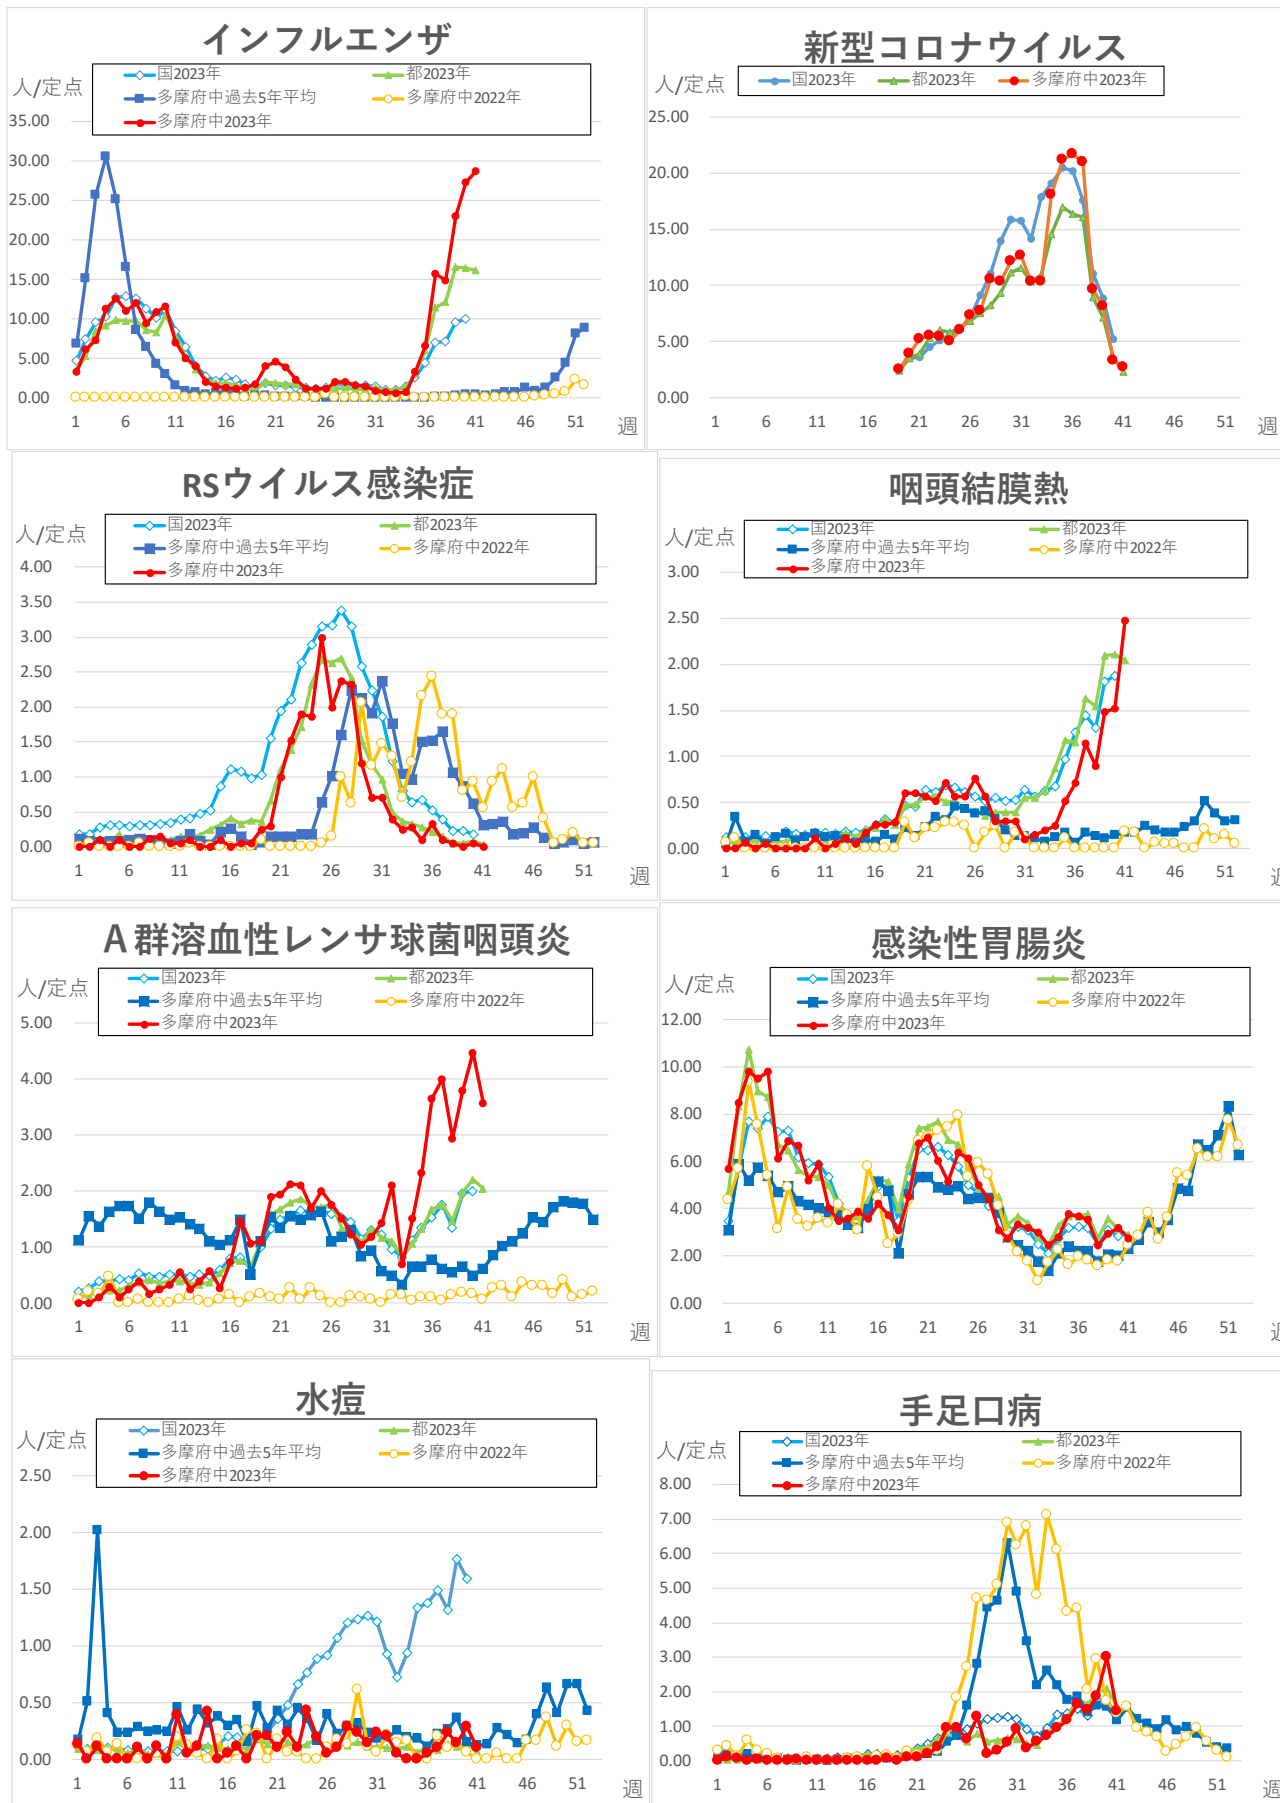 インフルエンザ
人/定点
国2023年 都2023年
多摩府中過去5年平均 多摩府中2022年
多摩府中2023年
35.00
30.00
25.00
20.00
15.00
10.00
5.00
0.00
1 6 11 16 21 26 31 36 41 46 51 週
新型コロナウイルス
人/定点
国2023年 都2023年 多摩府中2023年
25.00
20.00
15.00
10.00
5.00
0.00
1 6 11 16 21 26 31 36 41 46 51 週
RSウイルス感染症
人/定点
国2023年 都2023年
多摩府中過去5年平均 多摩府中2022年
多摩府中2023年
4.00
3.50
3.00
2.50
2.00
1.50
1.00
0.50
0.00
1 6 11 16 21 26 31 36 41 46 51 週
咽頭結膜熱
人/定点
国2023年 都2023年
多摩府中過去5年平均 多摩府中2022年
多摩府中2023年
3.00
2.50
2.00
1.50
1.00
0.50
0.00
1 6 11 16 21 26 31 36 41 46 51 週
A群溶血性レンサ球菌咽頭炎
人/定点
国2023年 都2023年
多摩府中過去5年平均 多摩府中2022年
多摩府中2023年
5.00
4.00
3.00
2.00
1.00
0.00
1 6 11 16 21 26 31 36 41 46 51 週
感染性胃腸炎
人/定点
国2023年 都2023年
多摩府中過去5年平均 多摩府中2022年
多摩府中2023年
12.00
10.00
8.00
6.00
4.00
2.00
0.00
1 6 11 16 21 26 31 36 41 46 51 週
水痘
人/定点
国2023年 都2023年
多摩府中過去5年平均 多摩府中2022年
多摩府中2023年
2.50
2.00
1.50
1.00
0.50
0.00
1 6 11 16 21 26 31 36 41 46 51 週
手足口病
人/定点
国2023年 都2023年
多摩府中過去5年平均 多摩府中2022年
多摩府中2023年
8.00
7.00
6.00
5.00
4.00
3.00
2.00
1.00
0.00
1 6 11 16 21 26 31 36 41 46 51 週